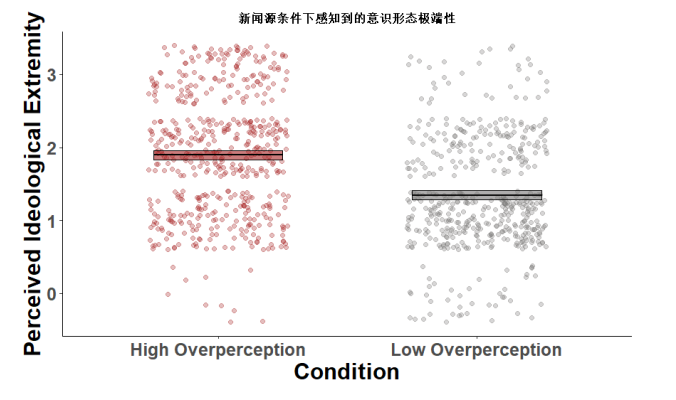 新闻源条件下感知到的意识形态极端性
Perceived Ideological Extremity
3
2
1
0
High Overperception
Low Overperception
Condition